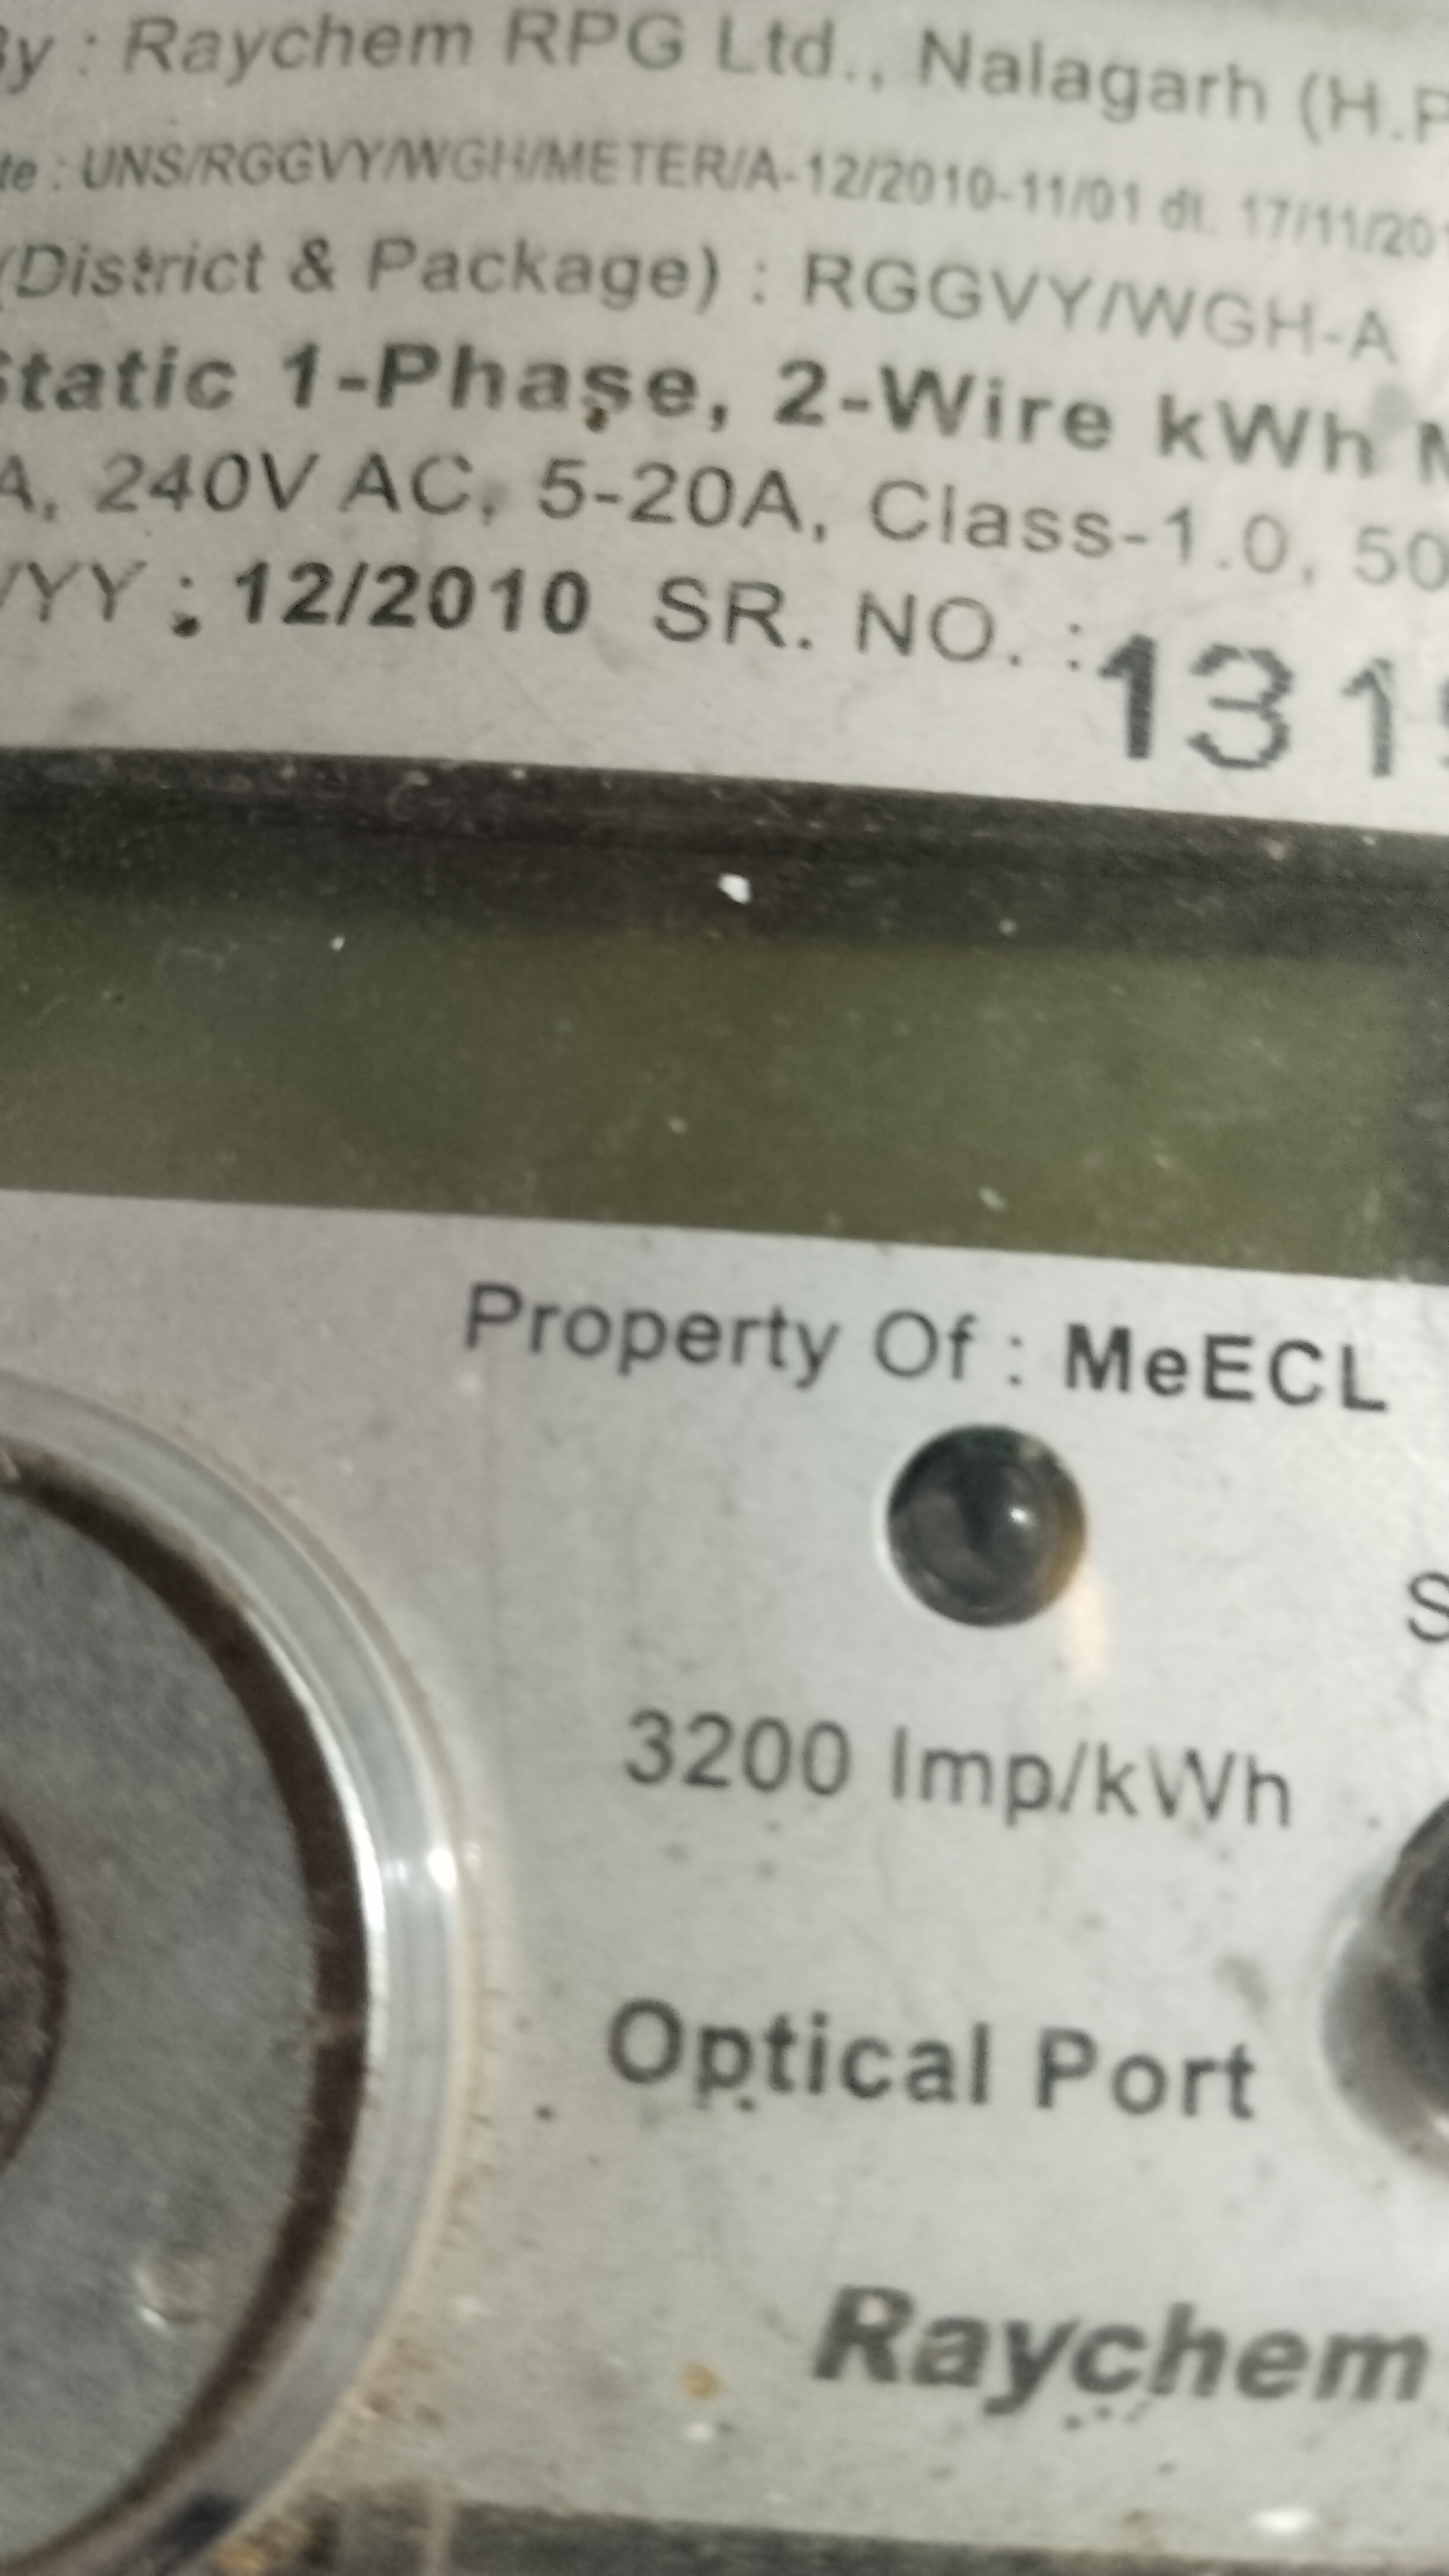 By : Raychem RPG Ltd., Nalagarh (H.P
te : UNS/RGGVY/WGH/METER/A-12/2010-11/01 dt. 17/11/201
(District & Package) : RGGVY/WGH-A
Static 1-Phase, 2-Wire kWh M
A, 240V AC, 5-20A, Class-1.0, 50
/YY : 12/2010 SR. NO. : 131
Property Of : MeECL
S
3200 Imp/kWh
Optical Port
Raychem